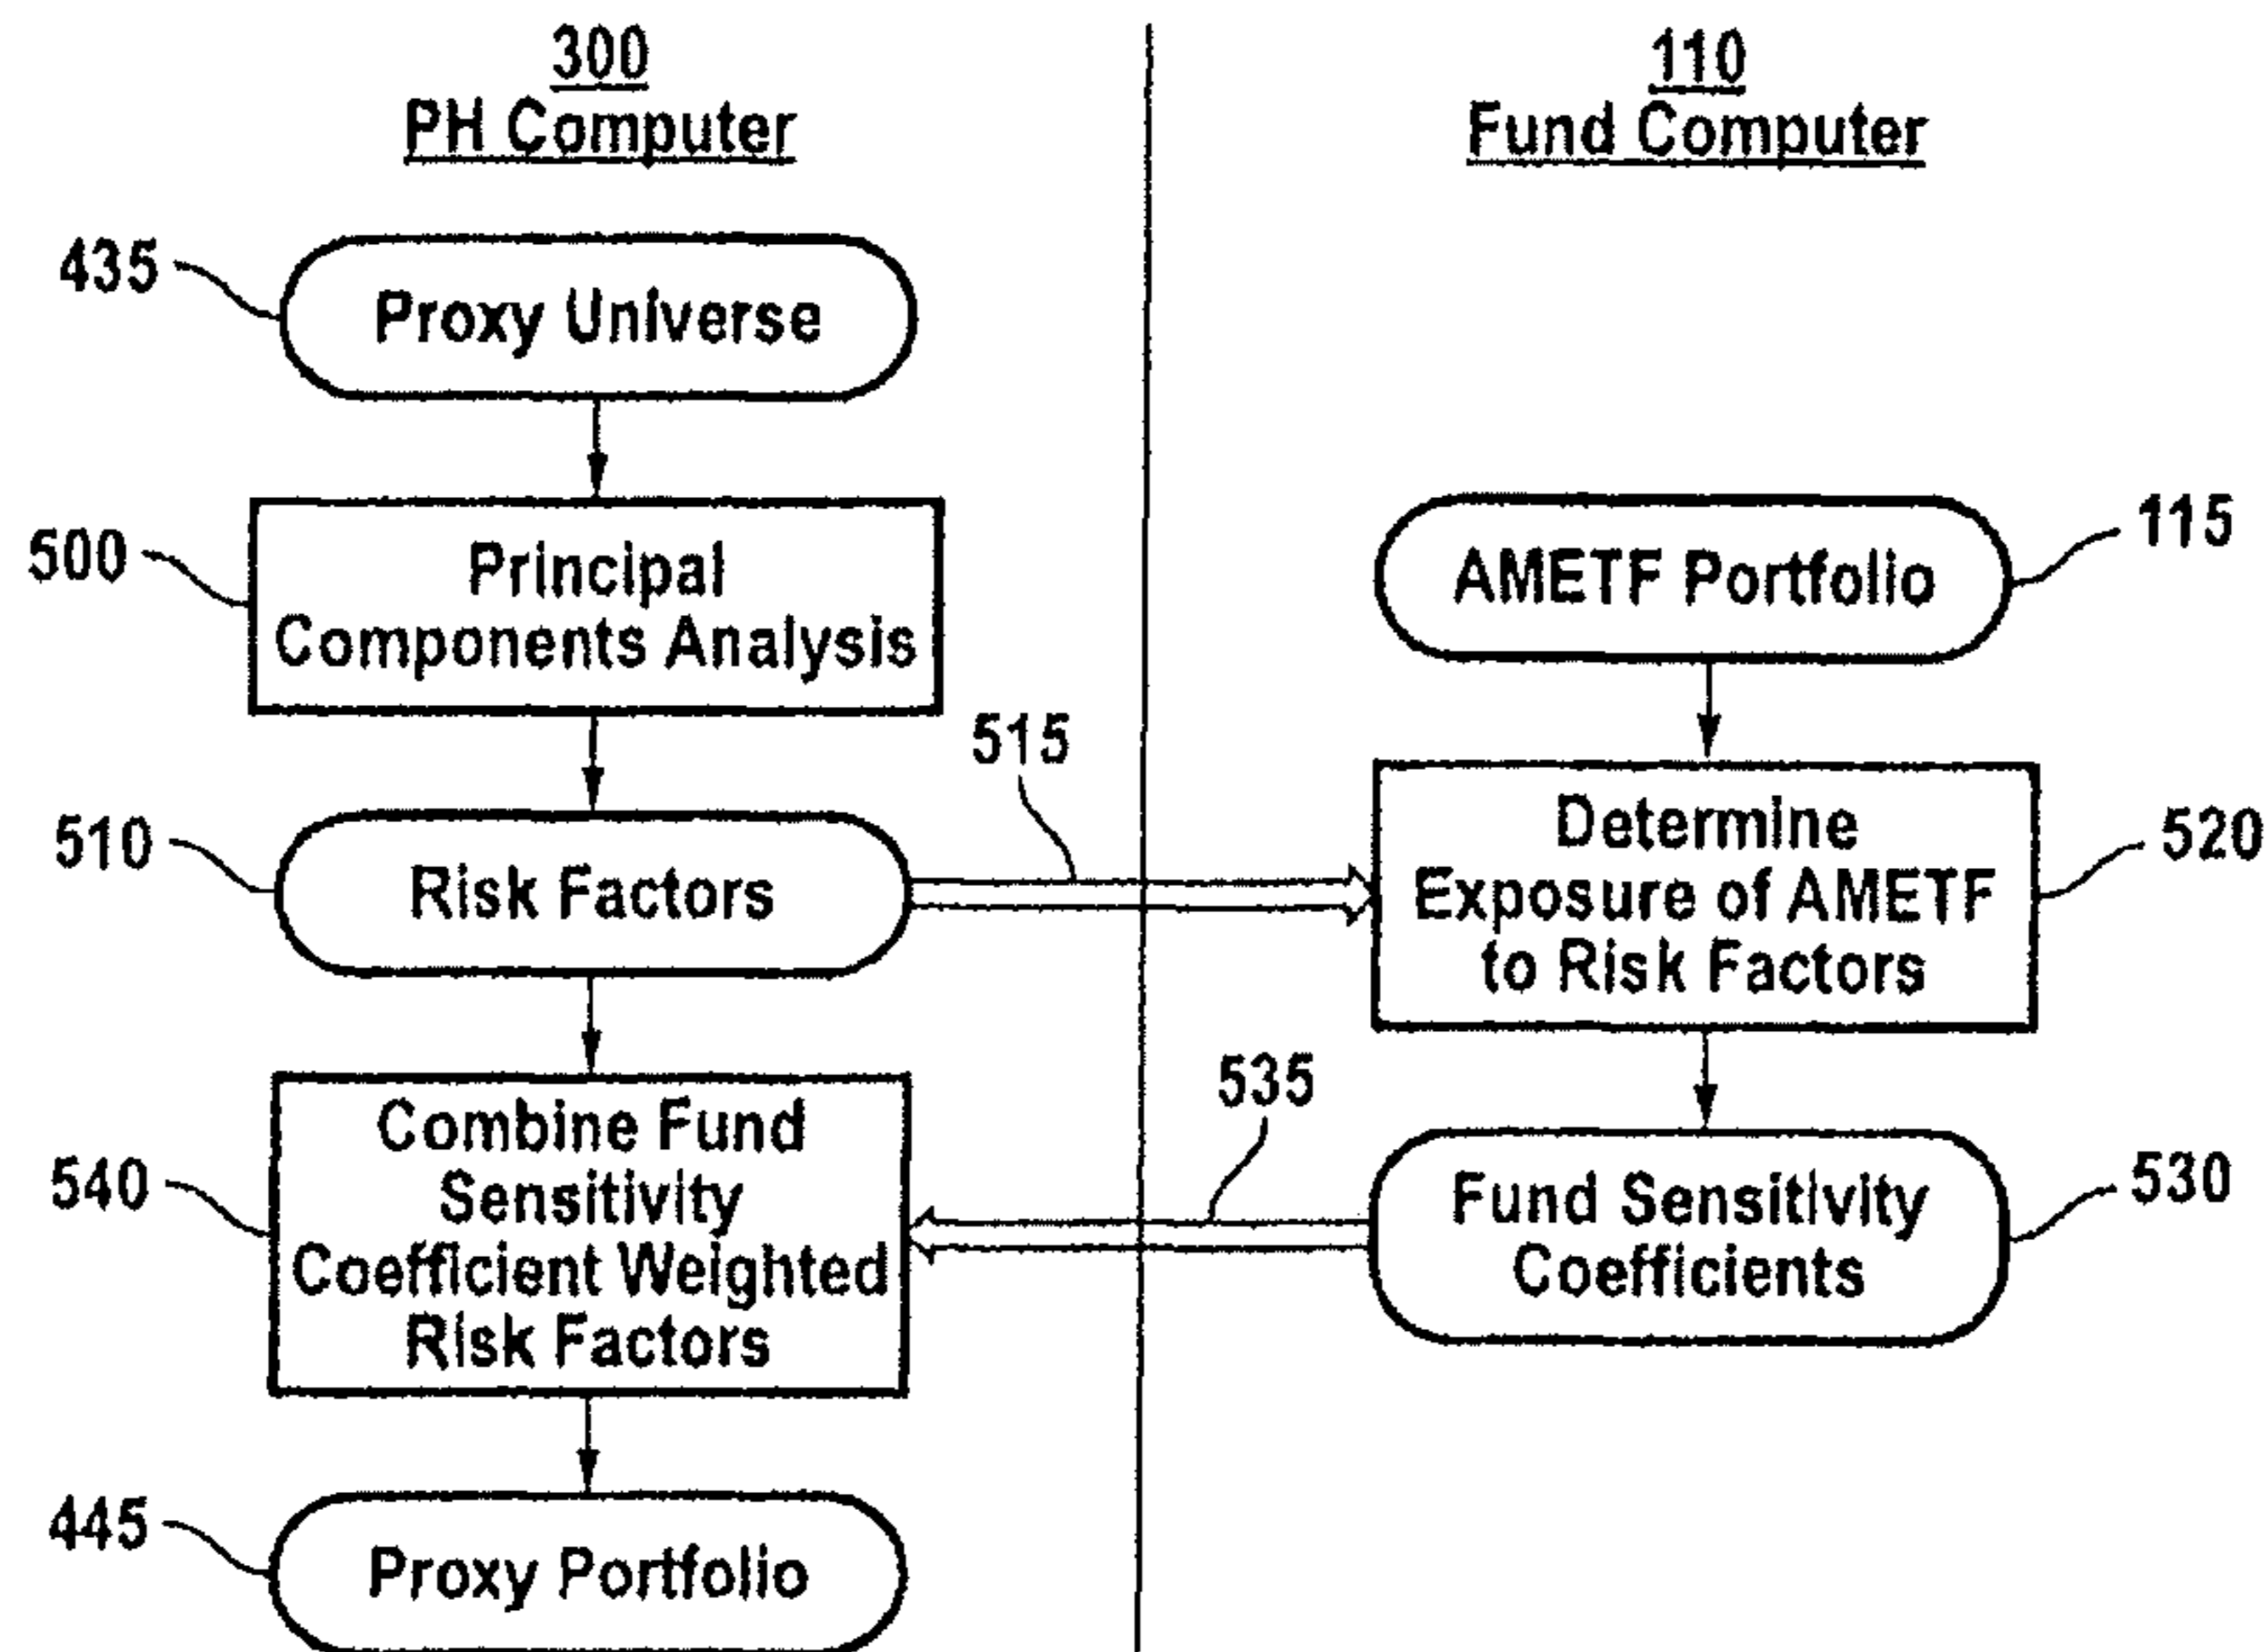 300
PH Computer
110
Fund Computer
435
Proxy Universe
500
Principal
Components Analysis
115
AMETF Portfolio
515
510
Risk Factors
Determine
Exposure of AMETF
to Risk Factors
520
535
540
Combine Fund
Sensitivity
Coefficient Weighted
Risk Factors
Fund Sensitivity
Coefficients
530
445
Proxy Portfolio